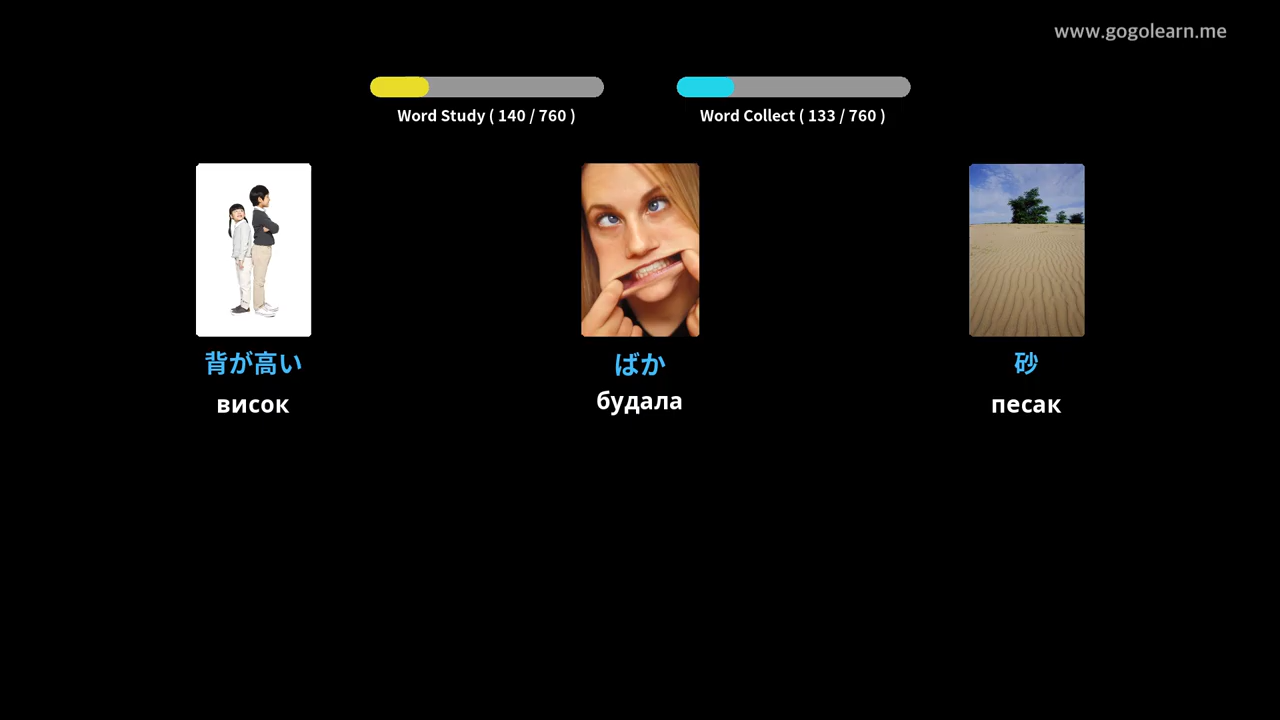 www.gogolearn.me
Word Study ( 140 / 760 )
Word Collect ( 133 / 760 )
背が高い
висок
ばか
будала
砂
песак